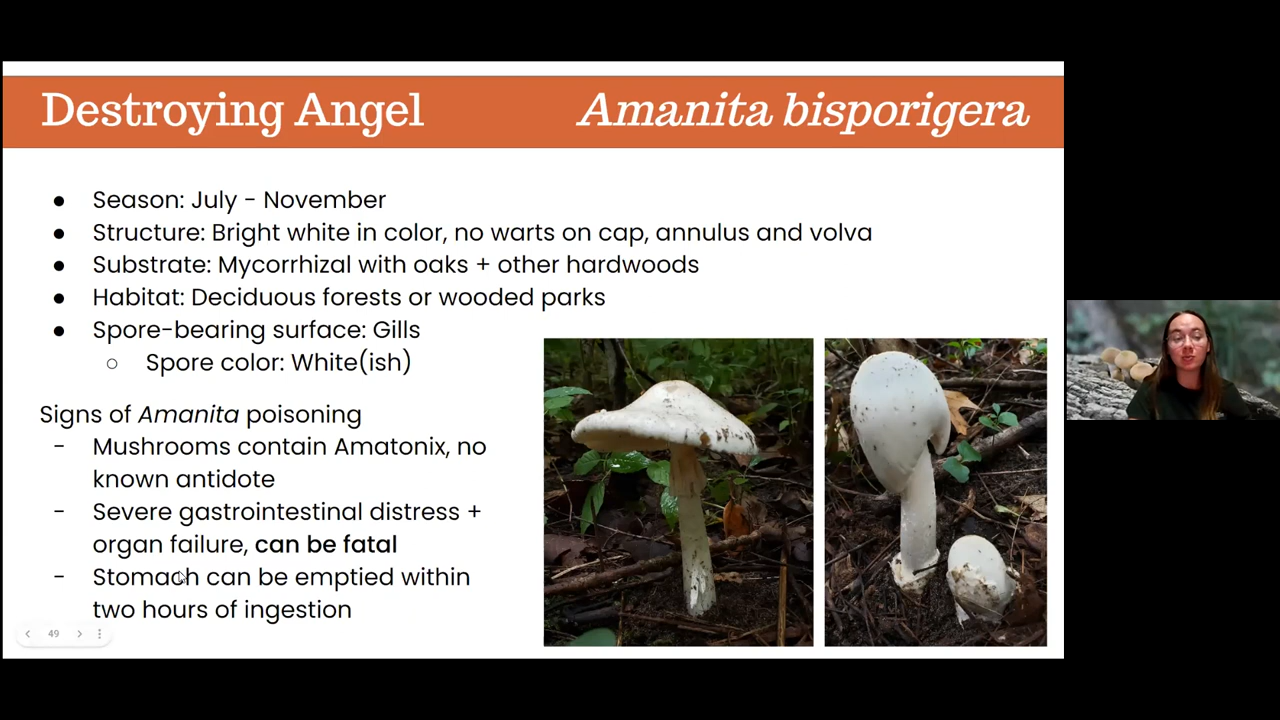 Destroying Angel
Amanita bisporigera
● Season: July - November
● Structure: Bright white in color, no warts on cap, annulus and volva
● Substrate: Mycorrhizal with oaks + other hardwoods
● Habitat: Deciduous forests or wooded parks
● Spore-bearing surface: Gills
○ Spore color: White(ish)
Signs of Amanita poisoning
- Mushrooms contain Amatonix, no
known antidote
- Severe gastrointestinal distress +
organ failure, can be fatal
- Stomach can be emptied within
two hours of ingestion
49